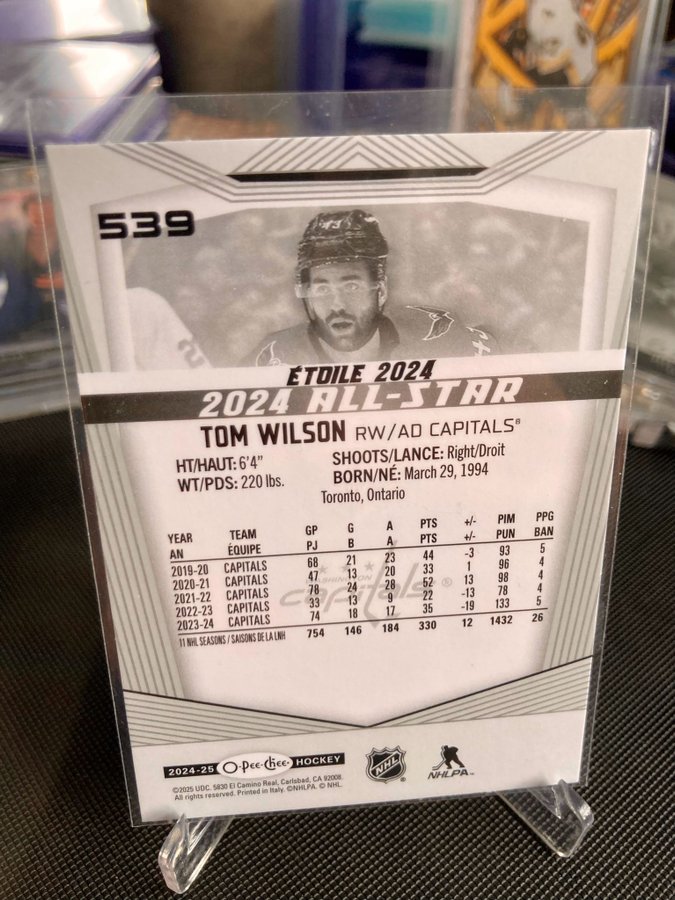 539
ÉTOILE 2024
2024 ALL-STAR
TOM WILSON RW/AD CAPITALS®
HT/HAUT: 6'4" SHOOTS/LANCE: Right/Droit
WT/PDS: 220 lbs. BORN/NÉ: March 29, 1994
Toronto, Ontario
YEAR TEAM GP G A PTS +/- PIM PPG
AN ÉQUIPE PJ B A PTS +/- PUN BAN
2019-20 CAPITALS 68 21 23 44 -3 93 5
2020-21 CAPITALS 47 13 20 33 1 96 4
2021-22 CAPITALS 78 24 28 52 13 98 4
2022-23 CAPITALS 33 13 9 22 -13 78 4
2023-24 CAPITALS 74 18 17 35 -19 133 5
11 NHL SEASONS / SAISONS DE LA LNH 754 146 184 330 12 1432 26
WASHINGTON
capitals®
2024-25 O-Pee-Chee HOCKEY
NHL
NHLPA
©2025 UDC. 5830 El Camino Real, Carlsbad, CA 92008.
All rights reserved. Printed in Italy. ©NHLPA. © NHL.